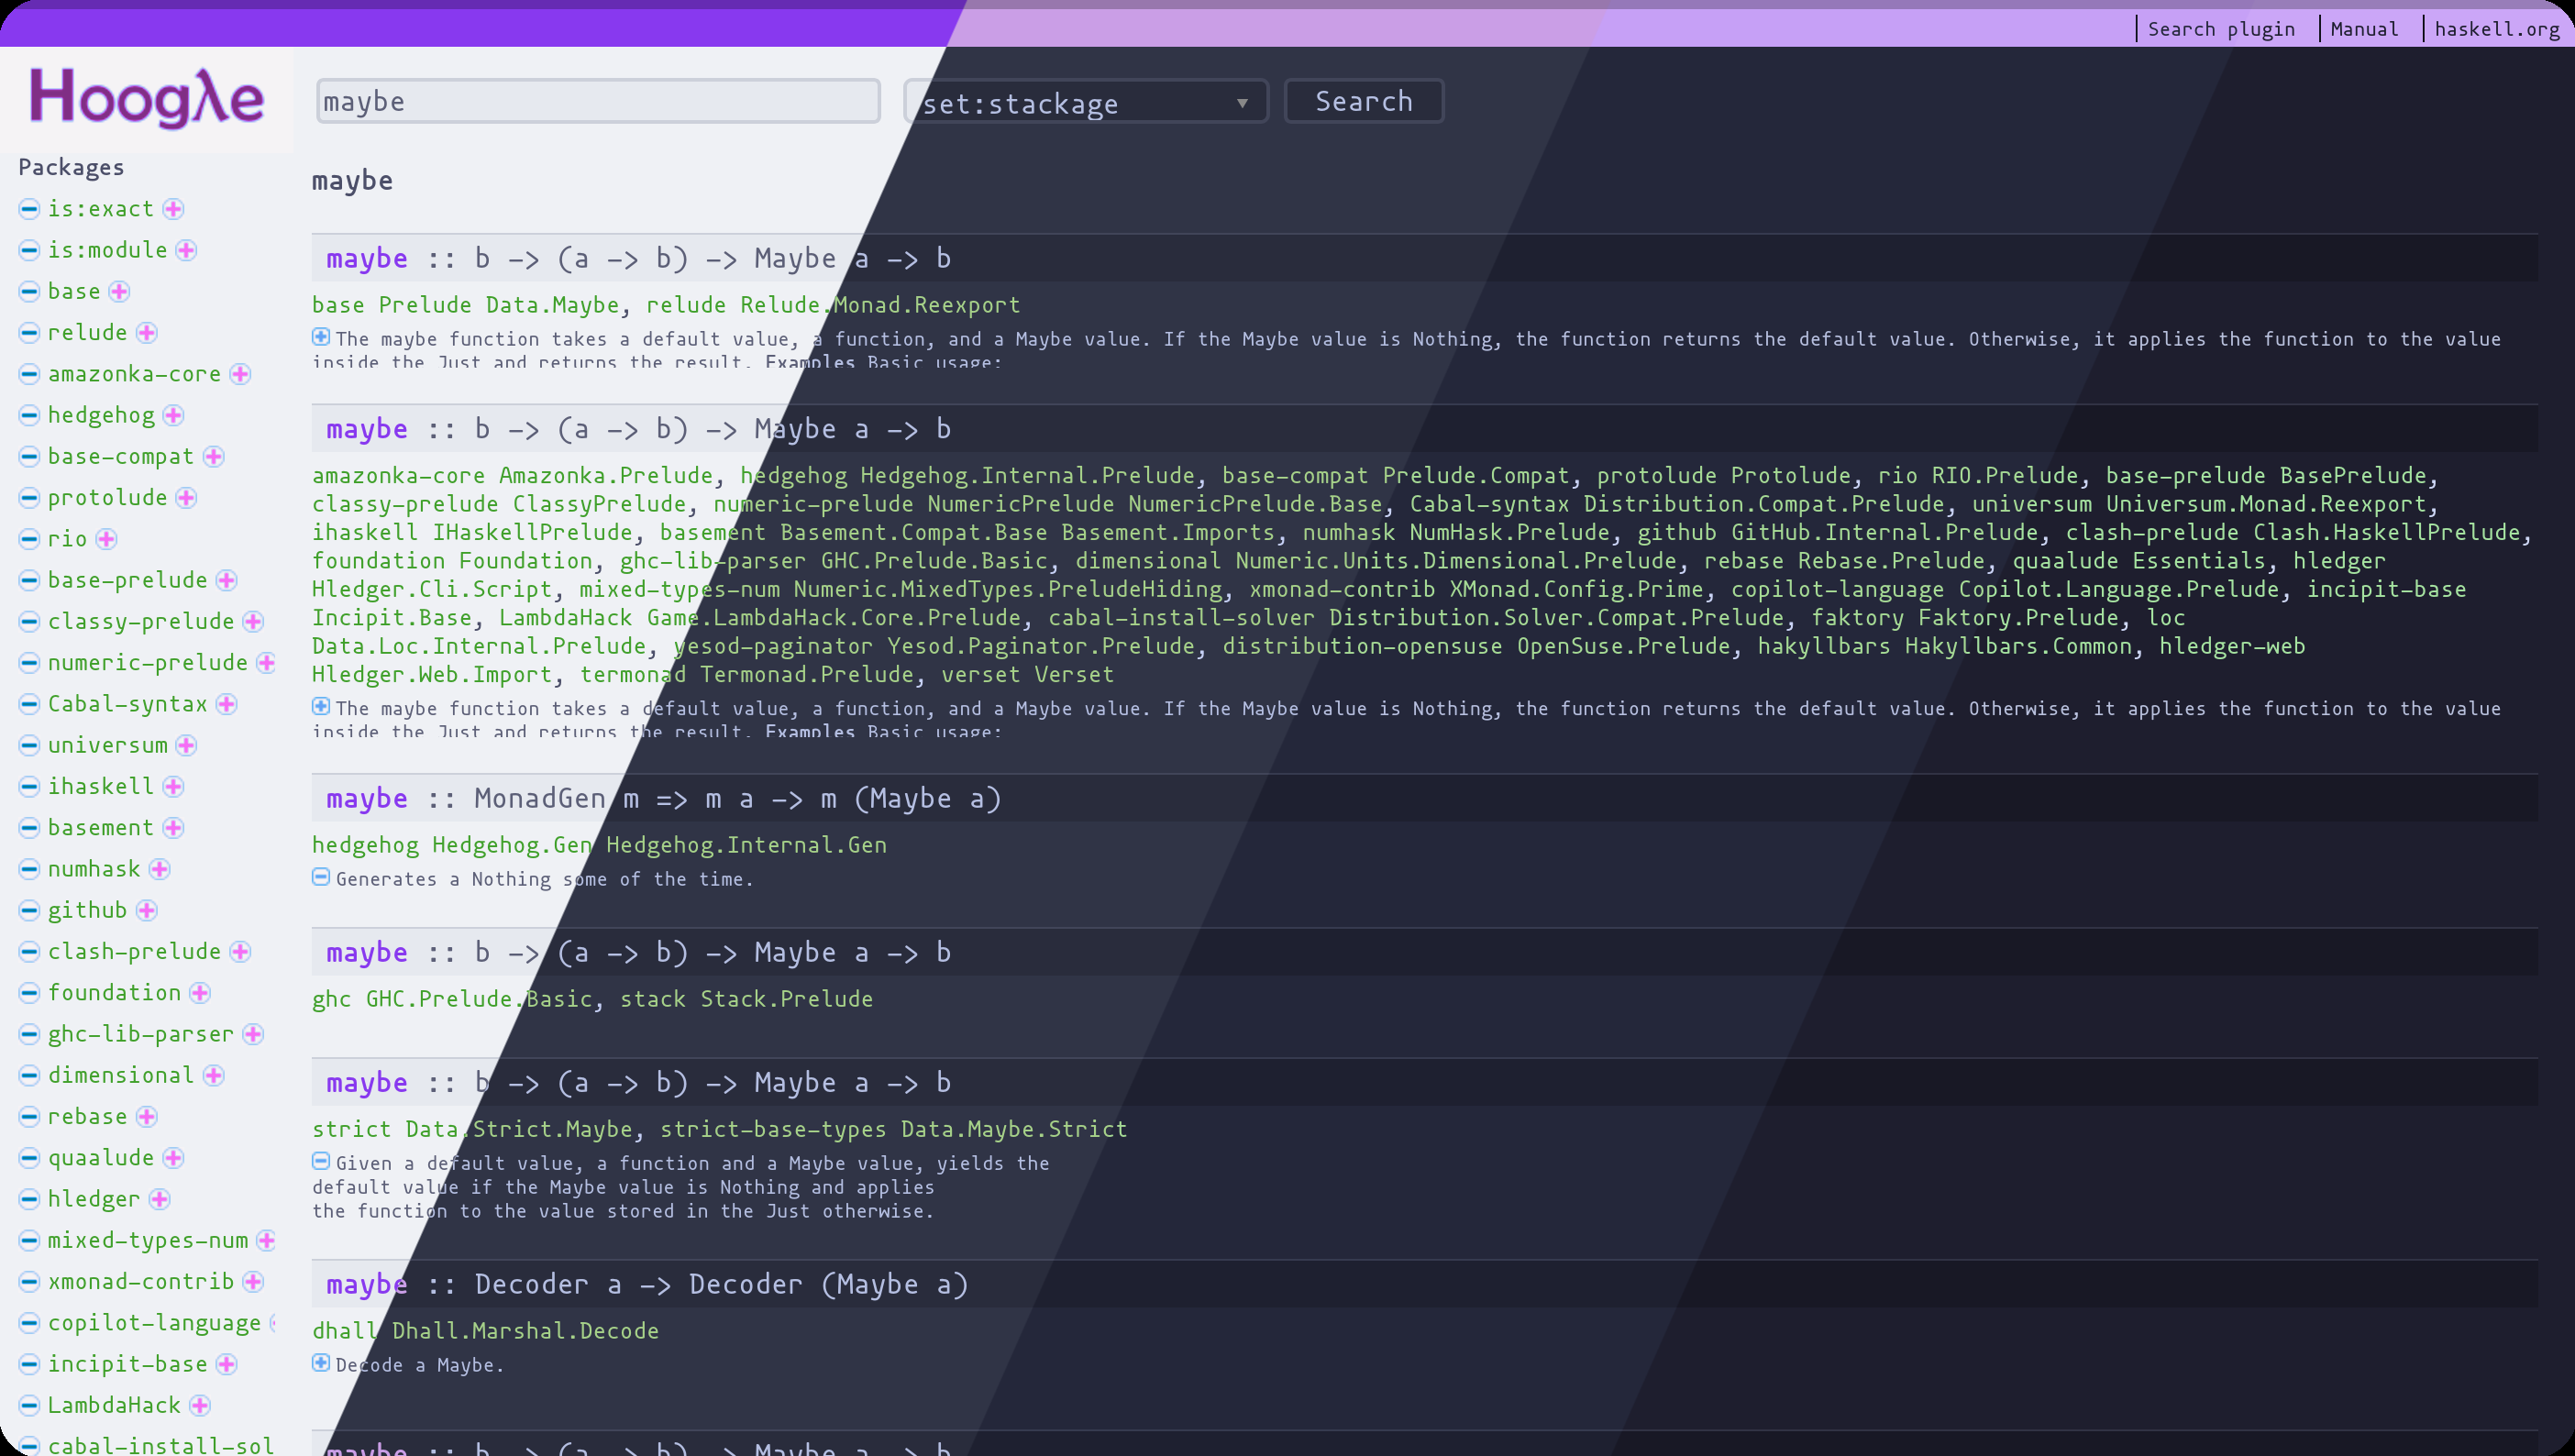 Search plugin
Manual
haskell.org
Hoogλe
maybe
set:stackage
Search
Packages
is:exact
is:module
base
relude
amazonka-core
hedgehog
base-compat
protolude
rio
base-prelude
classy-prelude
numeric-prelude
Cabal-syntax
universum
ihaskell
basement
numhask
github
clash-prelude
foundation
ghc-lib-parser
dimensional
rebase
quaalude
hledger
mixed-types-num
xmonad-contrib
copilot-language
incipit-base
LambdaHack
cabal-install-sol
maybe
maybe :: b -> (a -> b) -> Maybe a -> b
base Prelude Data.Maybe, relude Relude.Monad.Reexport
The maybe function takes a default value, a function, and a Maybe value. If the Maybe value is Nothing, the function returns the default value. Otherwise, it applies the function to the value
inside the Just and returns the result. Examples Basic usage:
maybe :: b -> (a -> b) -> Maybe a -> b
amazonka-core Amazonka.Prelude, hedgehog Hedgehog.Internal.Prelude, base-compat Prelude.Compat, protolude Protolude, rio RIO.Prelude, base-prelude BasePrelude,
classy-prelude ClassyPrelude, numeric-prelude NumericPrelude NumericPrelude.Base, Cabal-syntax Distribution.Compat.Prelude, universum Universum.Monad.Reexport,
ihaskell IHaskellPrelude, basement Basement.Compat.Base Basement.Imports, numhask NumHask.Prelude, github GitHub.Internal.Prelude, clash-prelude Clash.HaskellPrelude,
foundation Foundation, ghc-lib-parser GHC.Prelude.Basic, dimensional Numeric.Units.Dimensional.Prelude, rebase Rebase.Prelude, quaalude Essentials, hledger
Hledger.Cli.Script, mixed-types-num Numeric.MixedTypes.PreludeHiding, xmonad-contrib XMonad.Config.Prime, copilot-language Copilot.Language.Prelude, incipit-base
Incipit.Base, LambdaHack Game.LambdaHack.Core.Prelude, cabal-install-solver Distribution.Solver.Compat.Prelude, faktory Faktory.Prelude, loc
Data.Loc.Internal.Prelude, yesod-paginator Yesod.Paginator.Prelude, distribution-opensuse OpenSuse.Prelude, hakyllbars Hakyllbars.Common, hledger-web
Hledger.Web.Import, termonad Termonad.Prelude, verset Verset
The maybe function takes a default value, a function, and a Maybe value. If the Maybe value is Nothing, the function returns the default value. Otherwise, it applies the function to the value
inside the Just and returns the result. Examples Basic usage:
maybe :: MonadGen m => m a -> m (Maybe a)
hedgehog Hedgehog.Gen Hedgehog.Internal.Gen
Generates a Nothing some of the time.
maybe :: b -> (a -> b) -> Maybe a -> b
ghc GHC.Prelude.Basic, stack Stack.Prelude
maybe :: b -> (a -> b) -> Maybe a -> b
strict Data.Strict.Maybe, strict-base-types Data.Maybe.Strict
Given a default value, a function and a Maybe value, yields the
default value if the Maybe value is Nothing and applies
the function to the value stored in the Just otherwise.
maybe :: Decoder a -> Decoder (Maybe a)
dhall Dhall.Marshal.Decode
Decode a Maybe.
maybe :: b -> (a -> b) -> Maybe a -> b